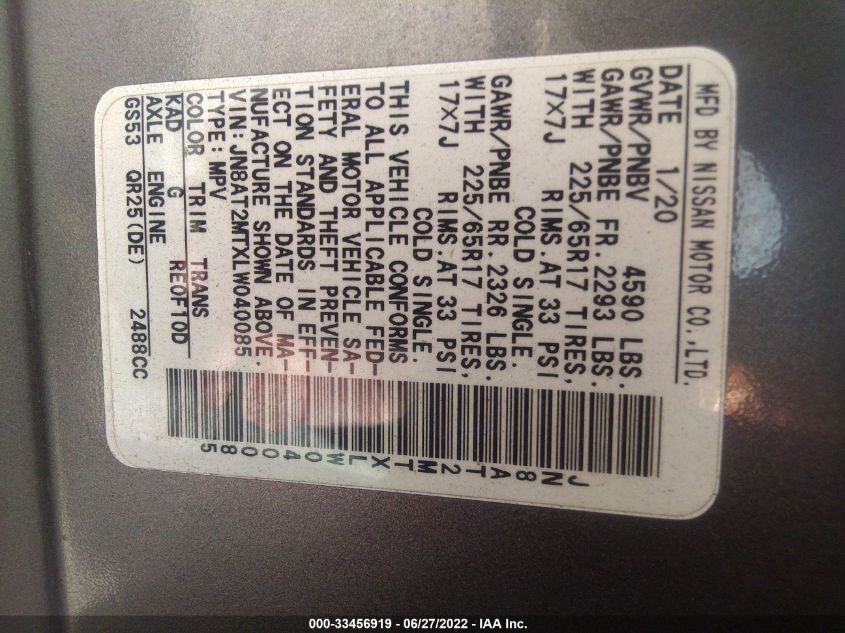 MFD BY NISSAN MOTOR CO.,LTD.
DATE 1/20
GVWR/PNBV 4590 LBS.
GAWR/PNBE FR. 2293 LBS.
WITH 225/65R17 TIRES,
17X7J RIMS.AT 33 PSI
COLD SINGLE.
GAWR/PNBE RR. 2326 LBS.
WITH 225/65R17 TIRES,
17X7J RIMS.AT 33 PSI
COLD SINGLE.
THIS VEHICLE CONFORMS
TO ALL APPLICABLE FED-
ERAL MOTOR VEHICLE SA-
FETY AND THEFT PREVEN-
TION STANDARDS IN EFF
ECT ON THE DATE OF MA-
NUFACTURE SHOWN ABOVE.
VIN:JN8AT2MTXLW040085
TYPE:MPV
COLOR TRIM TRANS
KAD G RE0F10D
AXLE ENGINE
GS53 QR25(DE) 2488CC
JN8AT2MTXLW040085
000-33456919 - 06/27/2022 - IAA Inc.